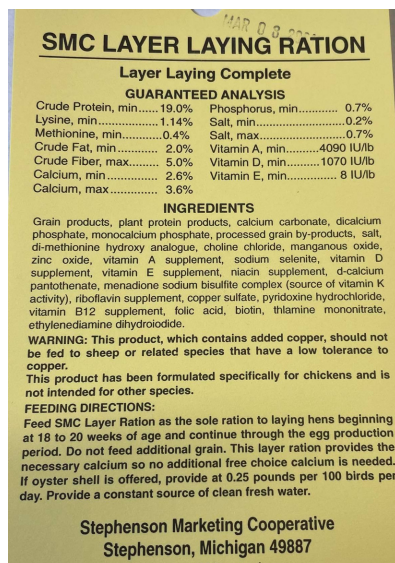 MAR 08
SMC LAYER LAYING RATION
Layer Laying Complete
GUARANTEED ANALYSIS
Crude Protein, min...... 19.0% Phosphorus, min............ 0.7%
Lysine, min.................. 1.14% Salt, min........................0.2%
Methionine, min............0.4% Salt, max.......................0.7%
Crude Fat, min ............. 2.0% Vitamin A, min..........4090 IU/lb
Crude Fiber, max......... 5.0% Vitamin D, min..........1070 IU/lb
Calcium, min ............... 2.6% Vitamin E, min.............. 8 IU/lb
Calcium, max.............. 3.6%
INGREDIENTS
Grain products, plant protein products, calcium carbonate, dicalcium
phosphate, monocalcium phosphate, processed grain by-products, salt,
dl-methionine hydroxy analogue, choline chloride, manganous oxide,
zinc oxide, vitamin A supplement, sodium selenite, vitamin D
supplement, vitamin E supplement, niacin supplement, d-calcium
pantothenate, menadione sodium bisulfite complex (source of vitamin K
activity), riboflavin supplement, copper sulfate, pyridoxine hydrochloride,
vitamin B12 supplement, folic acid, biotin, thiamine mononitrate,
ethylenediamine dihydroiodide.
WARNING: This product, which contains added copper, should not
be fed to sheep or related species that have a low tolerance to
copper.
This product has been formulated specifically for chickens and is
not intended for other species.
FEEDING DIRECTIONS:
Feed SMC Layer Ration as the sole ration to laying hens beginning
at 18 to 20 weeks of age and continue through the egg production
period. Do not feed additional grain. This layer ration provides the
necessary calcium so no additional free choice calcium is needed.
If oyster shell is offered, provide at 0.25 pounds per 100 birds per
day. Provide a constant source of clean fresh water.
Stephenson Marketing Cooperative
Stephenson, Michigan 49887